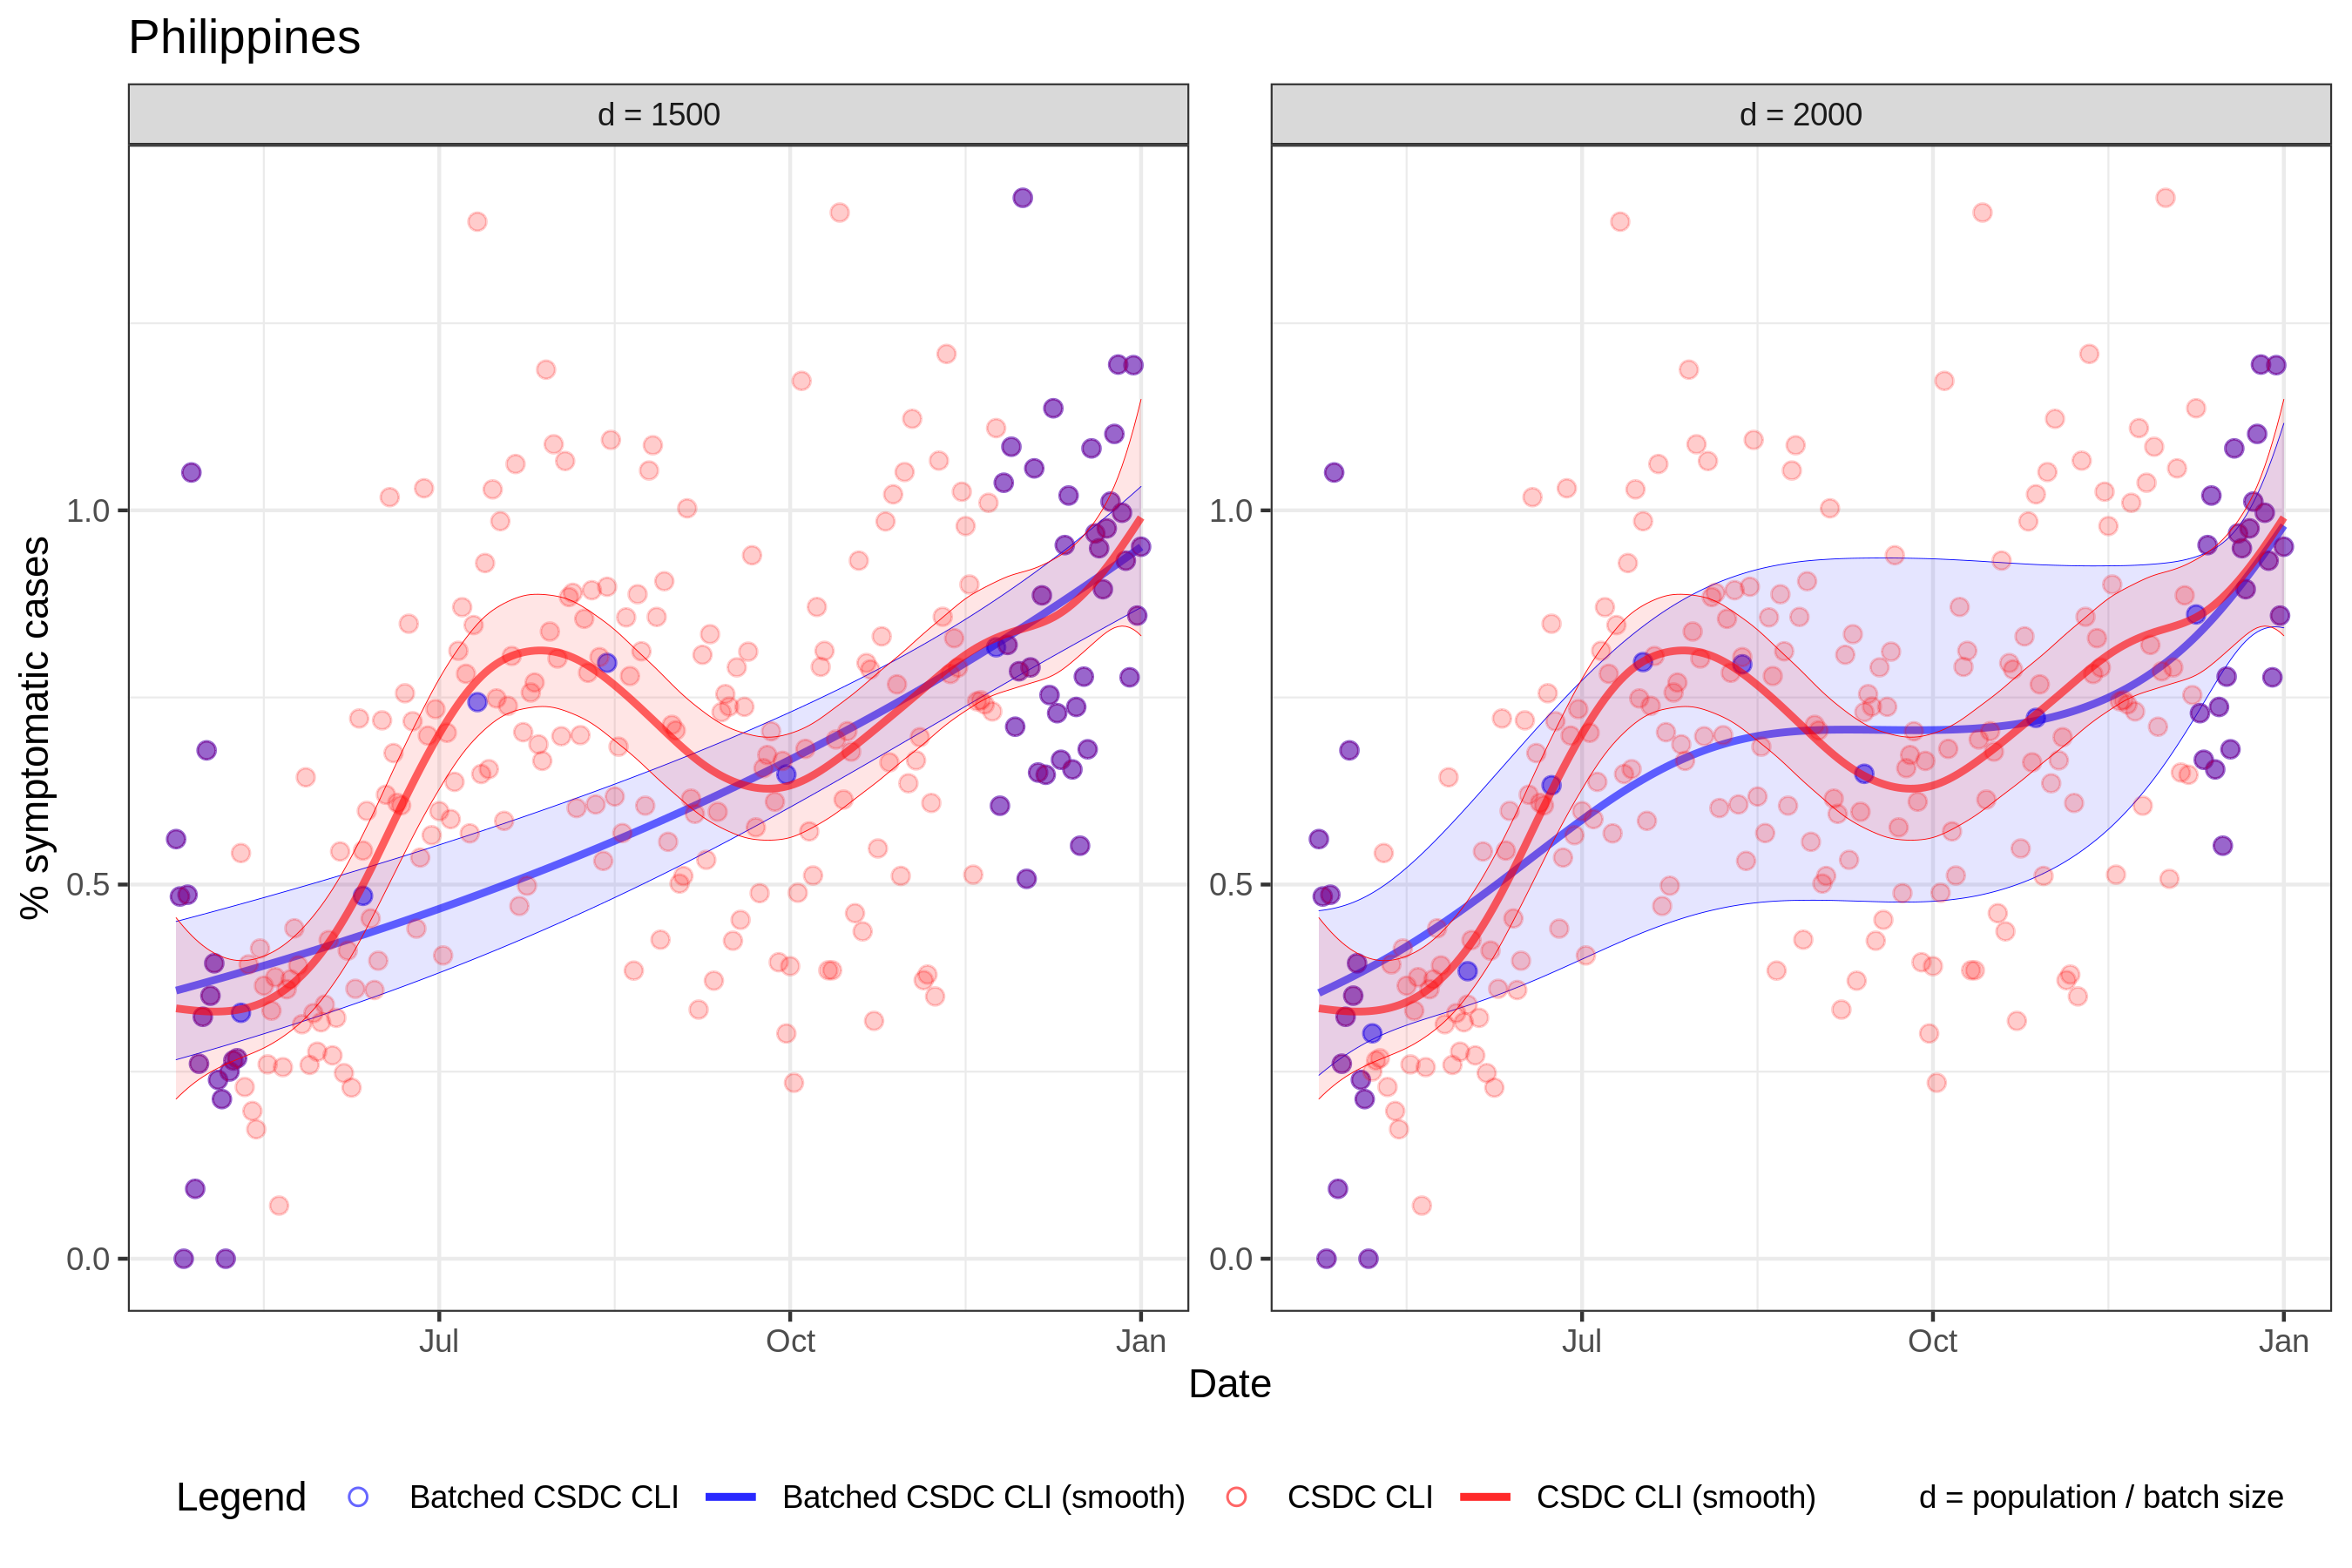 Philippines
d = 1500
d = 2000
% symptomatic cases
1.0
0.5
0.0
1.0
0.5
0.0
Jul Oct Jan
Jul Oct Jan
Date
Legend Batched CSDC CLI Batched CSDC CLI (smooth) CSDC CLI CSDC CLI (smooth) d = population / batch size